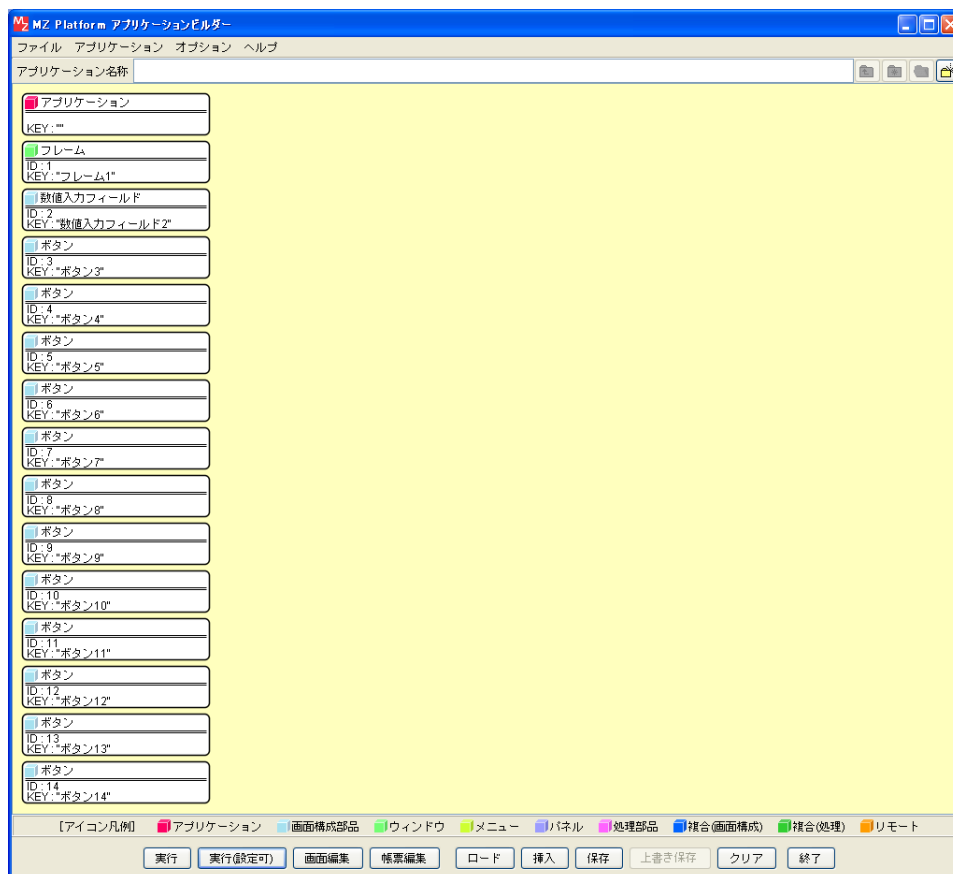 MZ Platform アプリケーションビルダー
ファイル アプリケーション オプション ヘルプ
アプリケーション名称
アプリケーション
KEY:""
フレーム
ID:1
KEY:"フレーム1"
数値入力フィールド
ID:2
KEY:"数値入力フィールド2"
ボタン
ID:3
KEY:"ボタン3"
ボタン
ID:4
KEY:"ボタン4"
ボタン
ID:5
KEY:"ボタン5"
ボタン
ID:6
KEY:"ボタン6"
ボタン
ID:7
KEY:"ボタン7"
ボタン
ID:8
KEY:"ボタン8"
ボタン
ID:9
KEY:"ボタン9"
ボタン
ID:10
KEY:"ボタン10"
ボタン
ID:11
KEY:"ボタン11"
ボタン
ID:12
KEY:"ボタン12"
ボタン
ID:13
KEY:"ボタン13"
ボタン
ID:14
KEY:"ボタン14"
[アイコン凡例] アプリケーション 画面構成部品 ウィンドウ メニュー パネル 処理部品 複合(画面構成) 複合(処理) リモート
実行 実行(設定可) 画面編集 帳票編集 ロード 挿入 保存 上書き保存 クリア 終了